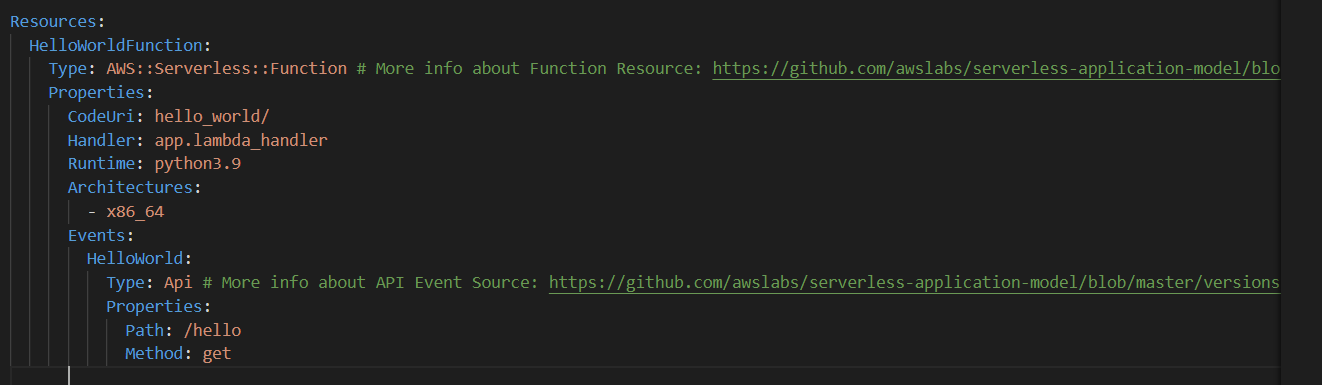 Resources:
HelloWorldFunction:
Type: AWS::Serverless::Function # More info about Function Resource: https://github.com/awslabs/serverless-application-model/blo
Properties:
CodeUri: hello_world/
Handler: app.lambda_handler
Runtime: python3.9
Architectures:
- x86_64
Events:
HelloWorld:
Type: Api # More info about API Event Source: https://github.com/awslabs/serverless-application-model/blob/master/versions
Properties:
Path: /hello
Method: get